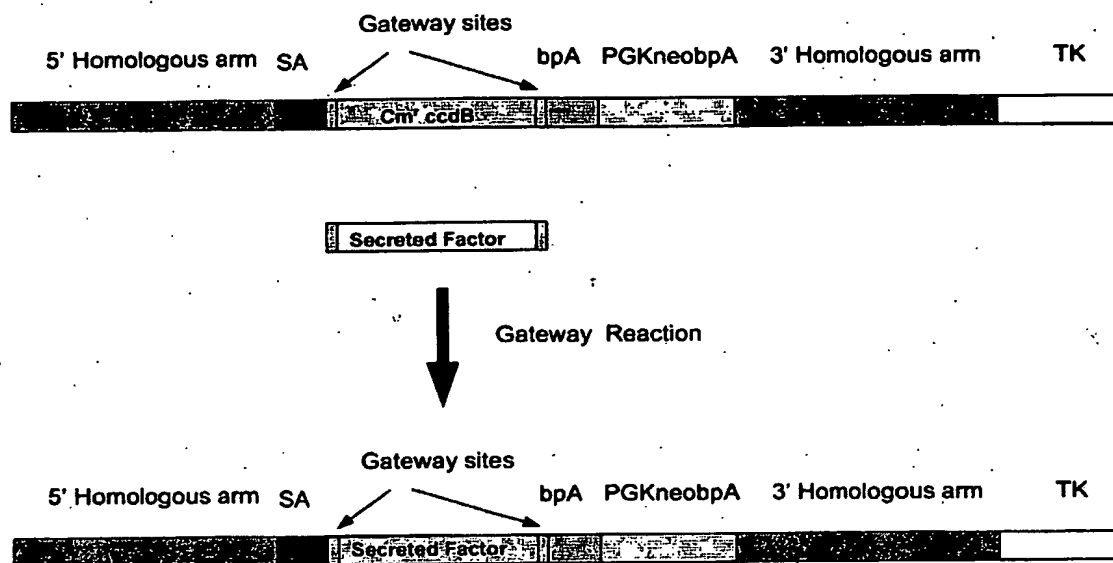 Gateway sites
5' Homologous arm SA bpA PGKneobpA 3' Homologous arm TK
Cmʳ ccdB
Secreted Factor
Gateway Reaction
Gateway sites
5' Homologous arm SA bpA PGKneobpA 3' Homologous arm TK
Secreted Factor